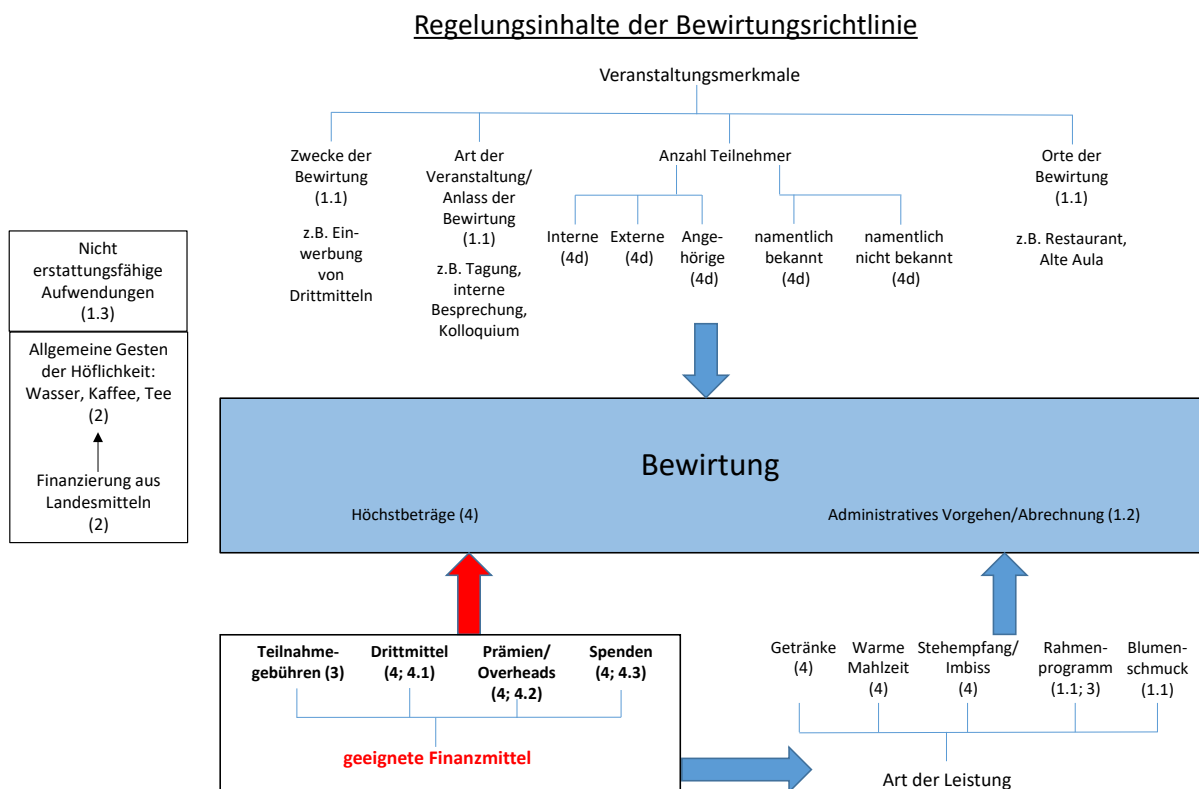 Regelungsinhalte der Bewirtungsrichtlinie
Veranstaltungsmerkmale
Zwecke der
Bewirtung
(1.1)
z.B. Ein-
werbung
von
Drittmitteln
Art der
Veranstaltung/
Anlass der
Bewirtung
(1.1)
z.B. Tagung,
interne
Besprechung,
Kolloquium
Anzahl Teilnehmer
Interne
(4d)
Externe
(4d)
Ange-
hörige
(4d)
namentlich
bekannt
(4d)
namentlich
nicht bekannt
(4d)
Orte der
Bewirtung
(1.1)
z.B. Restaurant,
Alte Aula
Nicht
erstattungsfähige
Aufwendungen
(1.3)
Allgemeine Gesten
der Höflichkeit:
Wasser, Kaffee, Tee
(2)
Finanzierung aus
Landesmitteln
(2)
Bewirtung
Höchstbeträge (4)
Administratives Vorgehen/Abrechnung (1.2)
Teilnahme-
gebühren (3)
Drittmittel
(4; 4.1)
Prämien/
Overheads
(4; 4.2)
Spenden
(4; 4.3)
geeignete Finanzmittel
Getränke
(4)
Warme
Mahlzeit
(4)
Stehempfang/
Imbiss
(4)
Rahmen-
programm
(1.1; 3)
Blumen-
schmuck
(1.1)
Art der Leistung